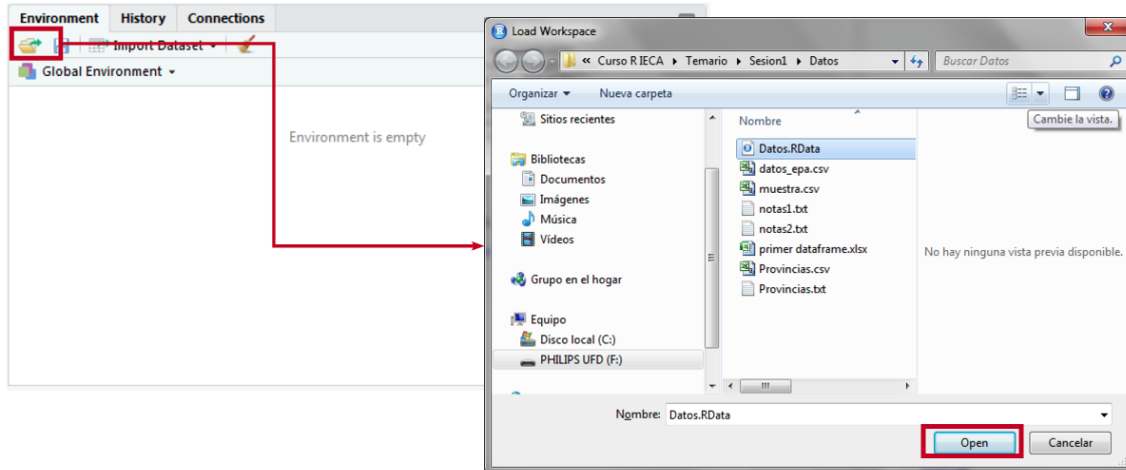 Environment History Connections
Import Dataset
Global Environment
Environment is empty
Load Workspace
« Curso R IECA Temario Sesion1 Datos
Buscar Datos
Organizar Nueva carpeta
Cambie la vista.
Sitios recientes
Bibliotecas
Documentos
Imágenes
Música
Vídeos
Grupo en el hogar
Equipo
Disco local (C:)
PHILIPS UFD (F:)
Nombre
Datos.RData
datos_epa.csv
muestra.csv
notas1.txt
notas2.txt
primer dataframe.xlsx
Provincias.csv
Provincias.txt
No hay ninguna vista previa disponible.
Nombre: Datos.RData
Open Cancelar